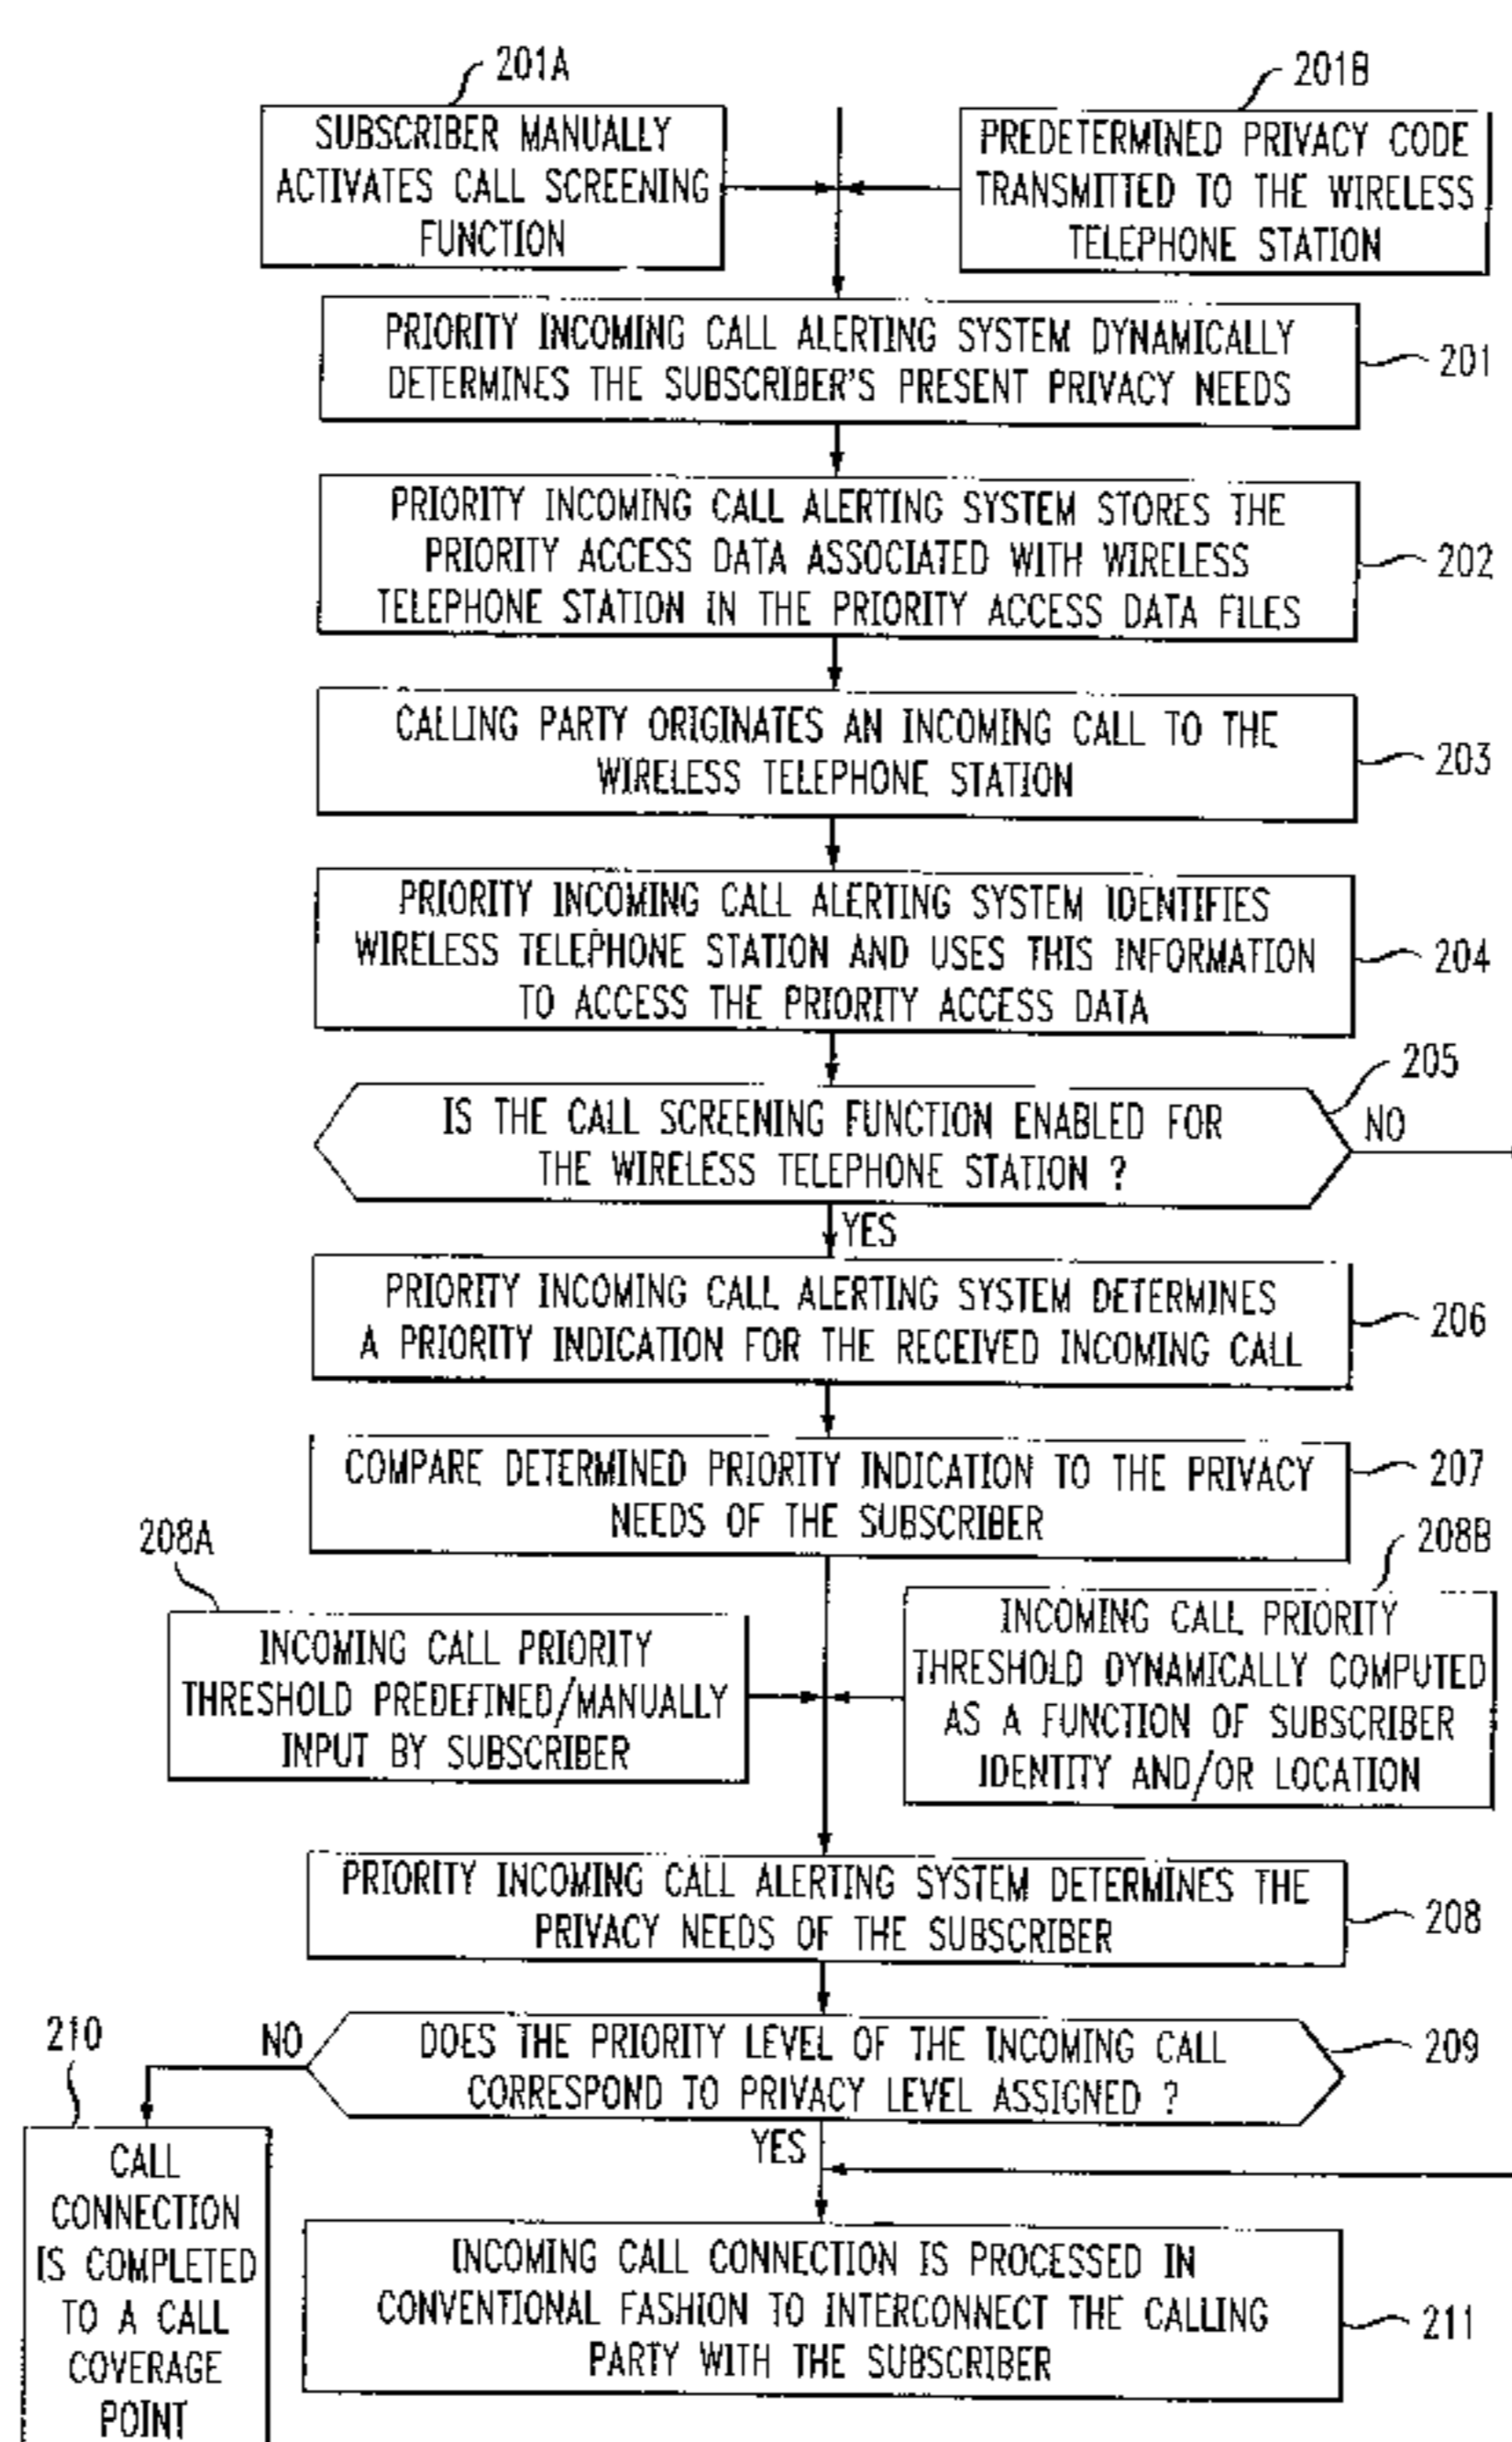 201A
201B
SUBSCRIBER MANUALLY
ACTIVATES CALL SCREENING
FUNCTION
PREDETERMINED PRIVACY CODE
TRANSMITTED TO THE WIRELESS
TELEPHONE STATION
PRIORITY INCOMING CALL ALERTING SYSTEM DYNAMICALLY
DETERMINES THE SUBSCRIBER'S PRESENT PRIVACY NEEDS
201
PRIORITY INCOMING CALL ALERTING SYSTEM STORES THE
PRIORITY ACCESS DATA ASSOCIATED WITH WIRELESS
TELEPHONE STATION IN THE PRIORITY ACCESS DATA FILES
202
CALLING PARTY ORIGINATES AN INCOMING CALL TO THE
WIRELESS TELEPHONE STATION
203
PRIORITY INCOMING CALL ALERTING SYSTEM IDENTIFIES
WIRELESS TELEPHONE STATION AND USES THIS INFORMATION
TO ACCESS THE PRIORITY ACCESS DATA
204
205
IS THE CALL SCREENING FUNCTION ENABLED FOR
THE WIRELESS TELEPHONE STATION ?
NO
YES
PRIORITY INCOMING CALL ALERTING SYSTEM DETERMINES
A PRIORITY INDICATION FOR THE RECEIVED INCOMING CALL
206
COMPARE DETERMINED PRIORITY INDICATION TO THE PRIVACY
NEEDS OF THE SUBSCRIBER
207
208A
208B
INCOMING CALL PRIORITY
THRESHOLD PREDEFINED/MANUALLY
INPUT BY SUBSCRIBER
INCOMING CALL PRIORITY
THRESHOLD DYNAMICALLY COMPUTED
AS A FUNCTION OF SUBSCRIBER
IDENTITY AND/OR LOCATION
PRIORITY INCOMING CALL ALERTING SYSTEM DETERMINES THE
PRIVACY NEEDS OF THE SUBSCRIBER
208
210
NO
DOES THE PRIORITY LEVEL OF THE INCOMING CALL
CORRESPOND TO PRIVACY LEVEL ASSIGNED ?
209
YES
CALL
CONNECTION
IS COMPLETED
TO A CALL
COVERAGE
POINT
INCOMING CALL CONNECTION IS PROCESSED IN
CONVENTIONAL FASHION TO INTERCONNECT THE CALLING
PARTY WITH THE SUBSCRIBER
211